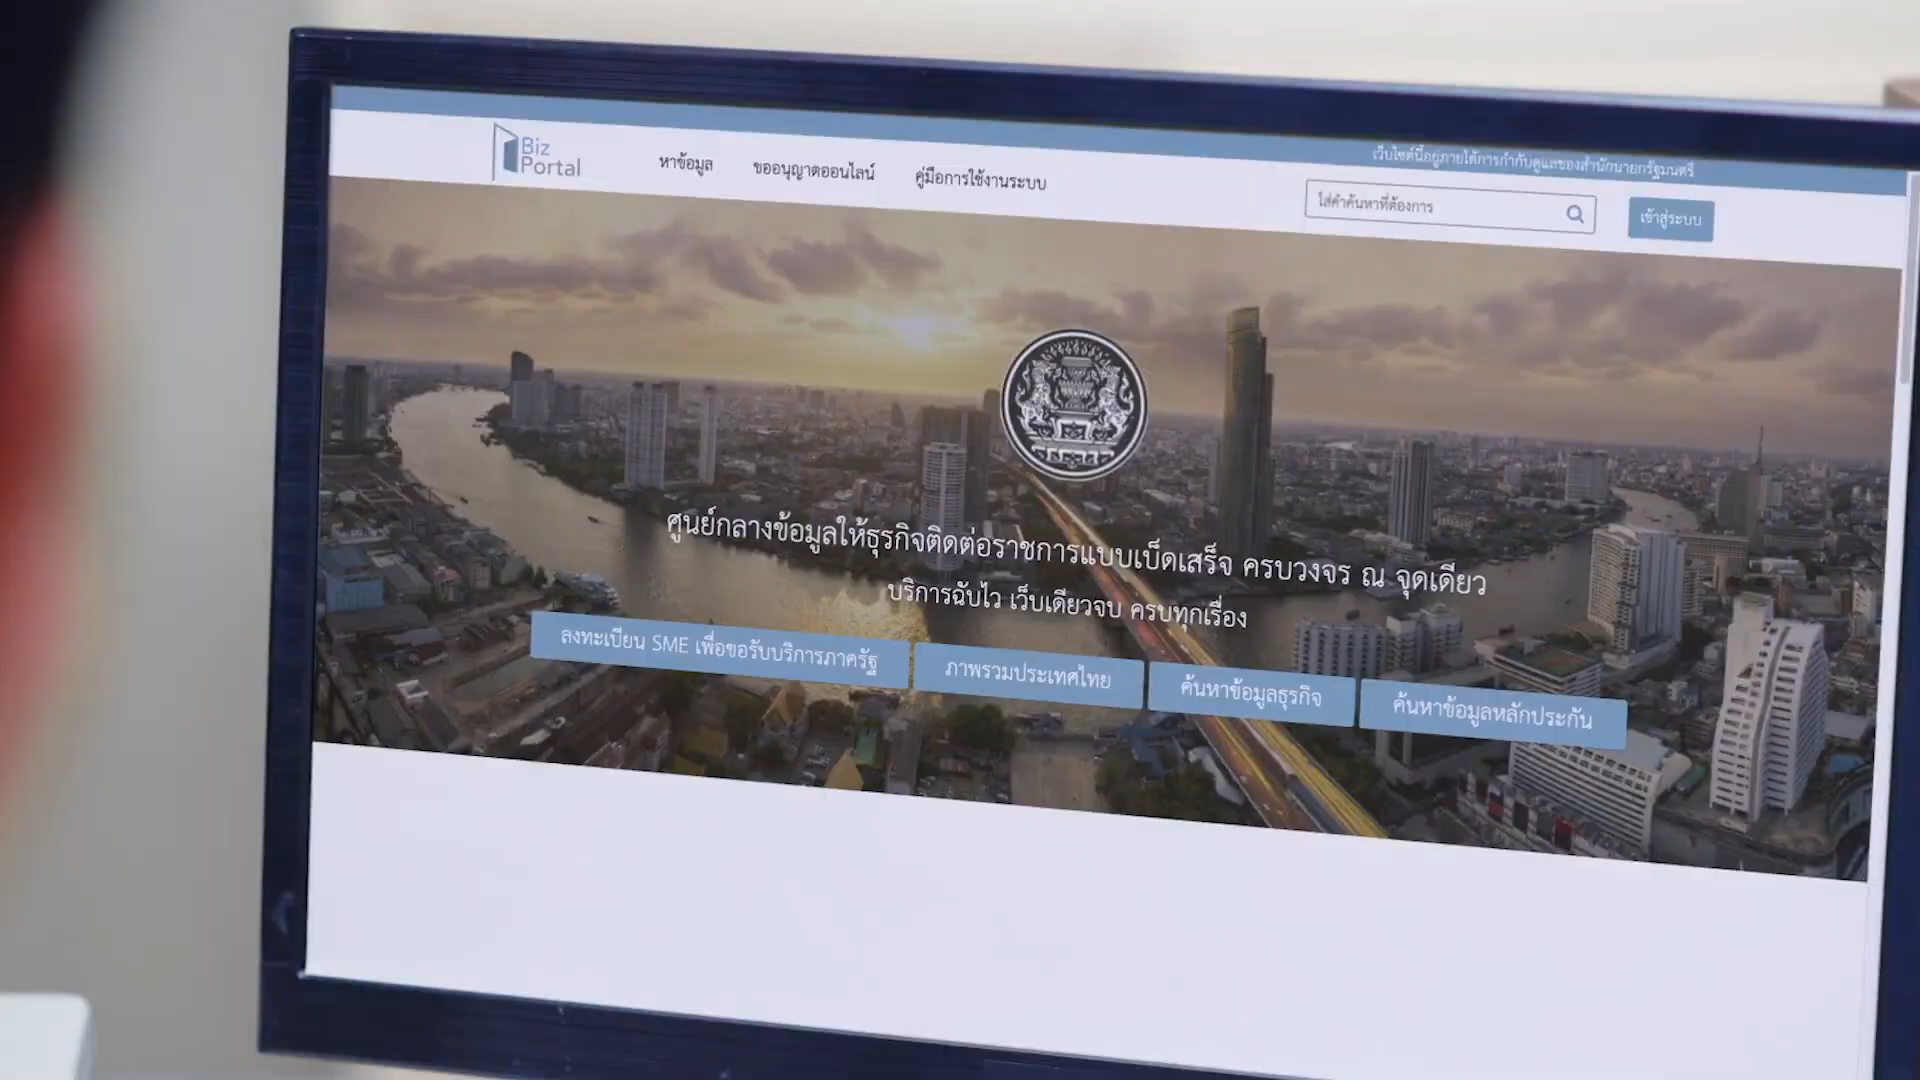 เว็บไซต์นี้อยู่ภายใต้การกำกับดูแลของสำนักนายกรัฐมนตรี
Biz
Portal
หาข้อมูล
ขออนุญาตออนไลน์
คู่มือการใช้งานระบบ
ใส่คำค้นหาที่ต้องการ
เข้าสู่ระบบ
ศูนย์กลางข้อมูลให้ธุรกิจติดต่อราชการแบบเบ็ดเสร็จ ครบวงจร ณ จุดเดียว
บริการฉับไว เว็บเดียวจบ ครบทุกเรื่อง
ลงทะเบียน SME เพื่อขอรับบริการภาครัฐ
ภาพรวมประเทศไทย
ค้นหาข้อมูลธุรกิจ
ค้นหาข้อมูลหลักประกัน